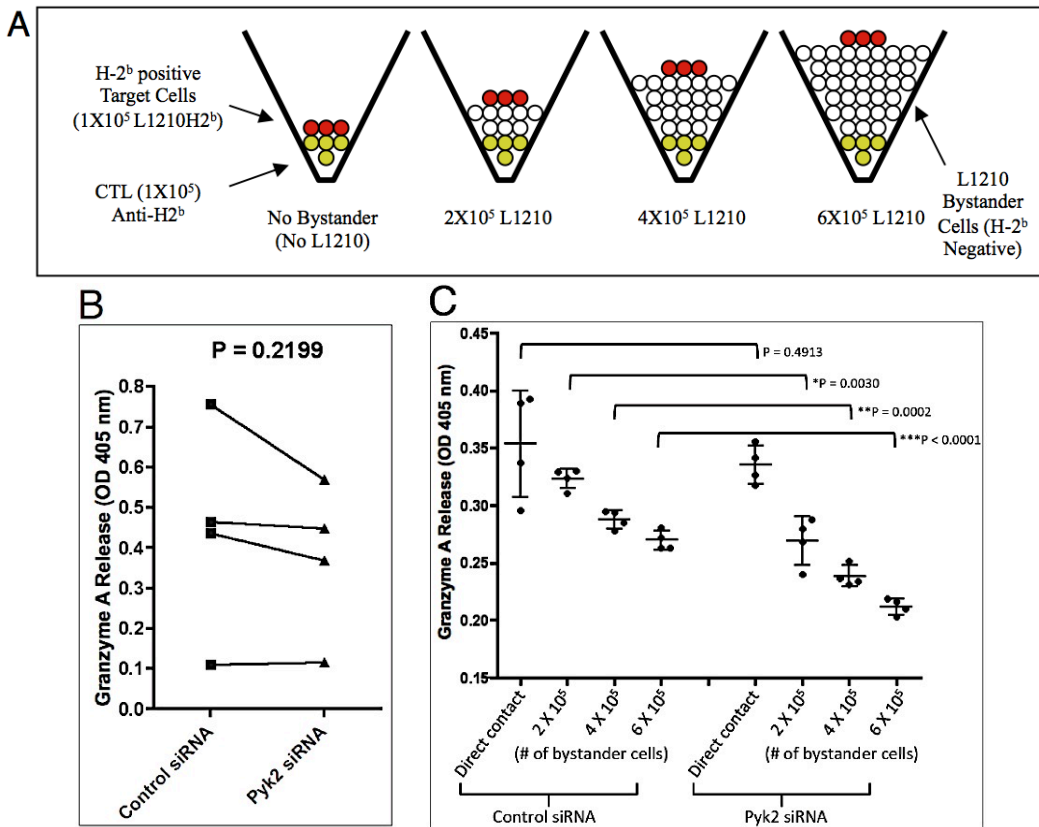 A
H-2ᵇ positive
Target Cells
(1X10⁵ L1210H2ᵇ)
CTL (1X10⁵)
Anti-H2ᵇ
No Bystander
(No L1210)
2X10⁵ L1210
4X10⁵ L1210
6X10⁵ L1210
L1210
Bystander
Cells (H-2ᵇ
Negative)
B
P = 0.2199
Granzyme A Release (OD 405 nm)
0.8
0.7
0.6
0.5
0.4
0.3
0.2
0.1
0.0
Control siRNA
Pyk2 siRNA
C
Granzyme A Release (OD 405 nm)
0.45
0.40
0.35
0.30
0.25
0.20
0.15
P = 0.4913
*P = 0.0030
**P = 0.0002
***P < 0.0001
Direct contact
2 X 10⁵
4 X 10⁵
6 X 10⁵
Direct contact
2 X 10⁵
4 X 10⁵
6 X 10⁵
(# of bystander cells)
(# of bystander cells)
Control siRNA
Pyk2 siRNA